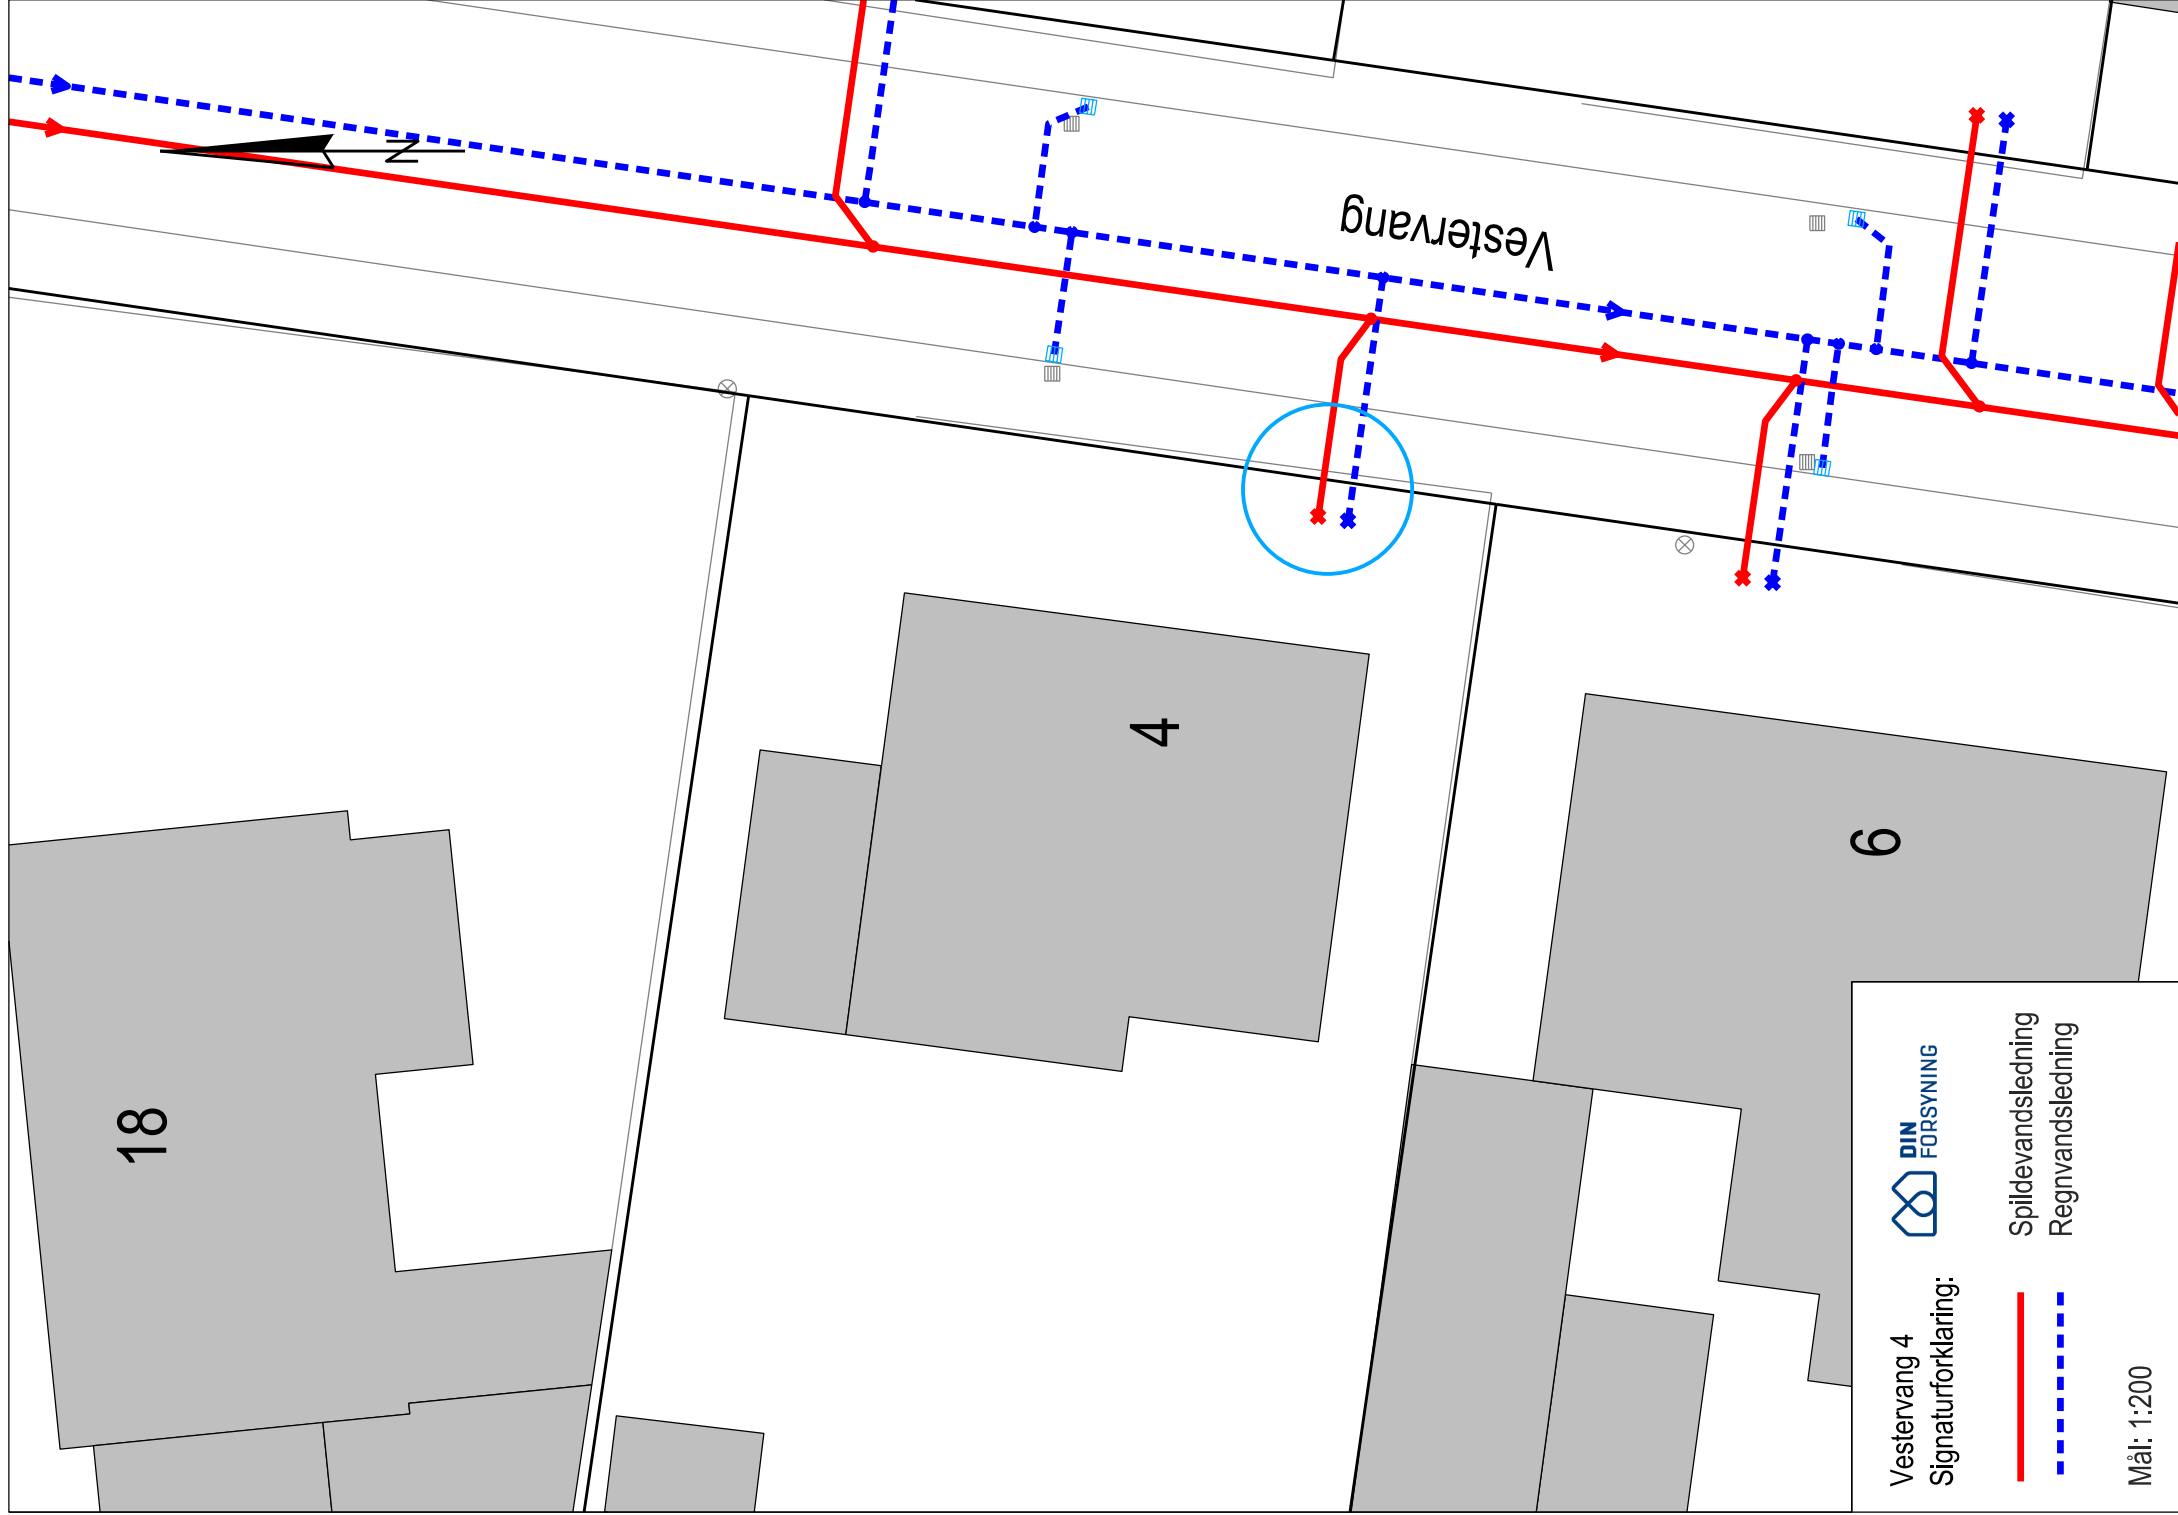 N
Vestervang
4
6
18
Vestervang 4
Signaturforklaring:
DIN
FORSYNING
Spildevandsledning
Regnvandsledning
Mål: 1:200